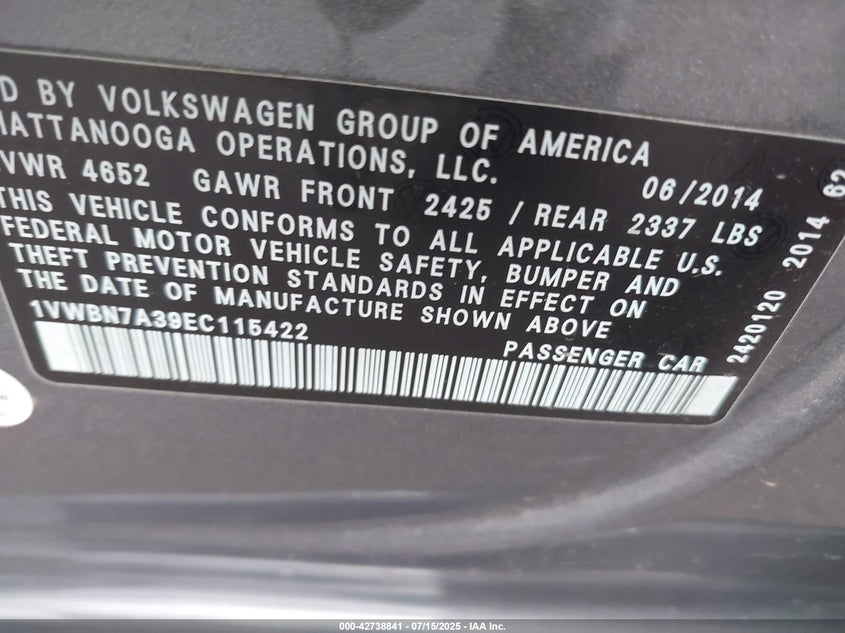 D BY VOLKSWAGEN GROUP OF AMERICA
HATTANOOGA OPERATIONS, LLC.
06/2014
VWR 4652 GAWR FRONT 2425 / REAR 2337 LBS
THIS VEHICLE CONFORMS TO ALL APPLICABLE U.S.
FEDERAL MOTOR VEHICLE SAFETY, BUMPER AND
THEFT PREVENTION STANDARDS IN EFFECT ON
THE DATE OF MANUFACTURE SHOWN ABOVE
1VWBN7A39EC115422
PASSENGER CAR
2420120 2014 62
000-42738841 - 07/15/2025 - IAA Inc.